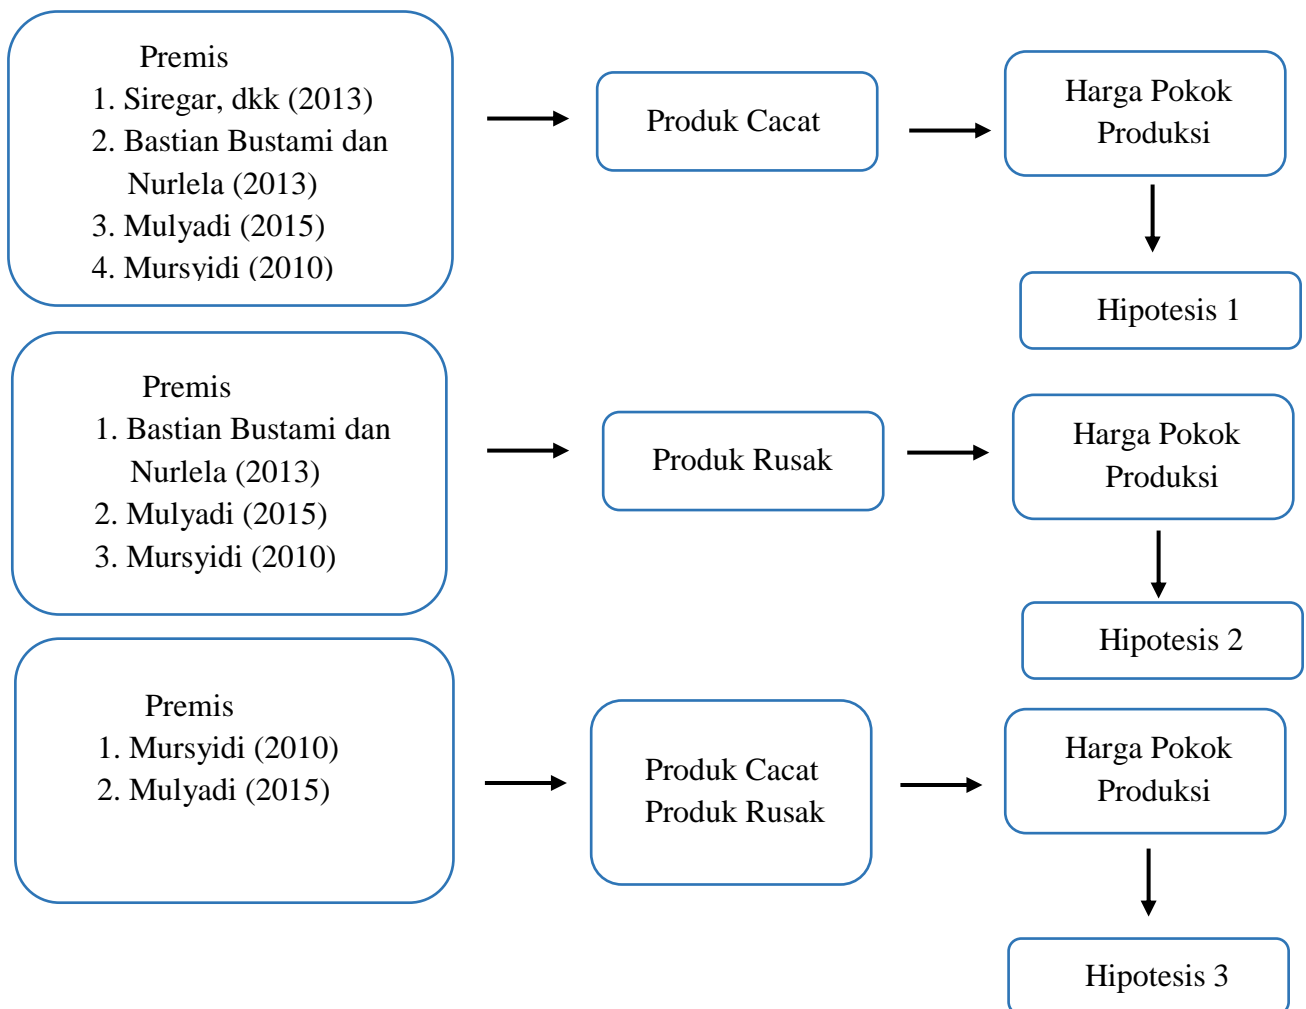 Premis
1. Siregar, dkk (2013)
2. Bastian Bustami dan
Nurlela (2013)
3. Mulyadi (2015)
4. Mursyidi (2010)
Produk Cacat
Harga Pokok
Produksi
Hipotesis 1
Premis
1. Bastian Bustami dan
Nurlela (2013)
2. Mulyadi (2015)
3. Mursyidi (2010)
Produk Rusak
Harga Pokok
Produksi
Hipotesis 2
Premis
1. Mursyidi (2010)
2. Mulyadi (2015)
Produk Cacat
Produk Rusak
Harga Pokok
Produksi
Hipotesis 3